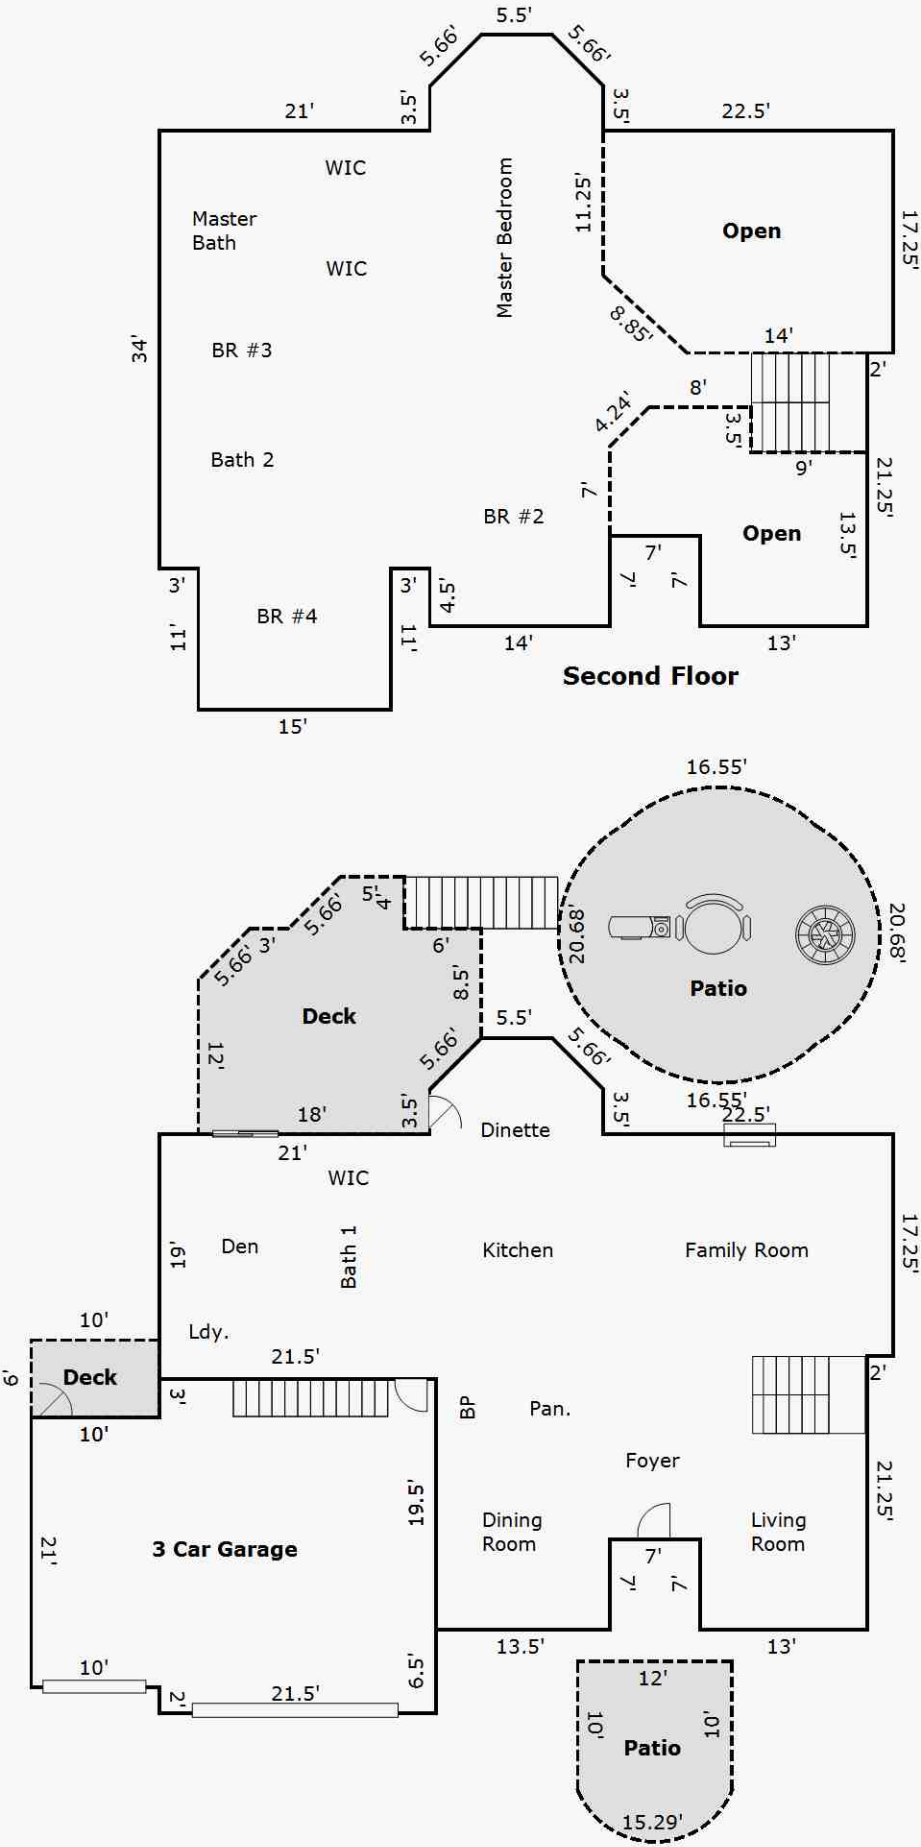 5.5'
5.66'
5.66'
21'
3.5'
3.5'
22.5'
WIC
Master
Bath
Master Bedroom
11.25'
Open
17.25'
WIC
8.85'
34'
BR #3
14'
2'
8'
4.24'
3.5'
Bath 2
9'
21.25'
7'
BR #2
Open
13.5'
7'
3'
3'
4.5'
7'
7'
BR #4
11'
11'
14'
13'
Second Floor
15'
16.55'
5'
4'
5.66'
3'
6'
20.68'
20.68'
5.66'
8.5'
Patio
Deck
5.5'
12'
5.66'
5.66'
16.55'
18'
3.5'
3.5'
22.5'
Dinette
21'
WIC
Den
19'
Bath 1
Kitchen
Family Room
17.25'
10'
Ldy.
21.5'
6'
Deck
3'
2'
10'
BP
Pan.
Foyer
21.25'
19.5'
Dining
Room
Living
Room
21'
3 Car Garage
7'
7'
7'
13.5'
13'
10'
6.5'
12'
2'
21.5'
10'
10'
Patio
15.29'